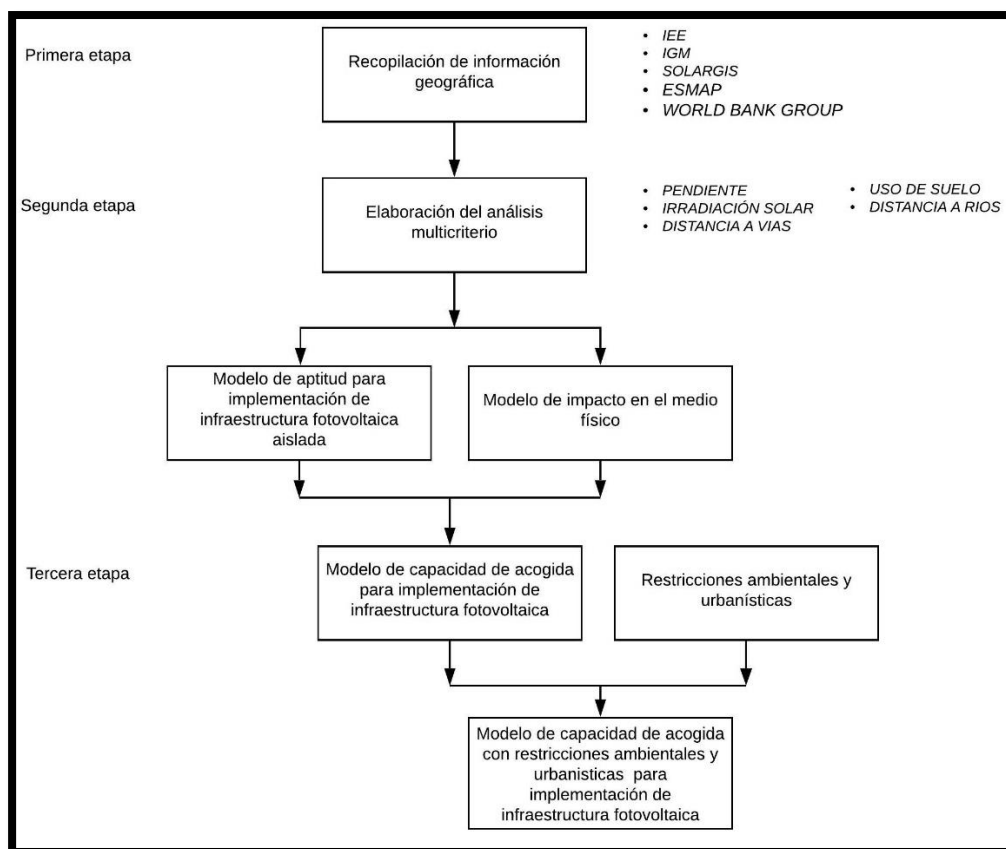 Primera etapa
Recopilación de información
geográfica
• IEE
• IGM
• SOLARGIS
• ESMAP
• WORLD BANK GROUP
Segunda etapa
Elaboración del análisis
multicriterio
• PENDIENTE
• IRRADIACIÓN SOLAR
• DISTANCIA A VIAS
• USO DE SUELO
• DISTANCIA A RIOS
Modelo de aptitud para
implementación de
infraestructura fotovoltaica
aislada
Modelo de impacto en el medio
físico
Tercera etapa
Modelo de capacidad de acogida
para implementación de
infraestructura fotovoltaica
Restricciones ambientales y
urbanísticas
Modelo de capacidad de acogida
con restricciones ambientales y
urbanisticas para
implementación de
infraestructura fotovoltaica